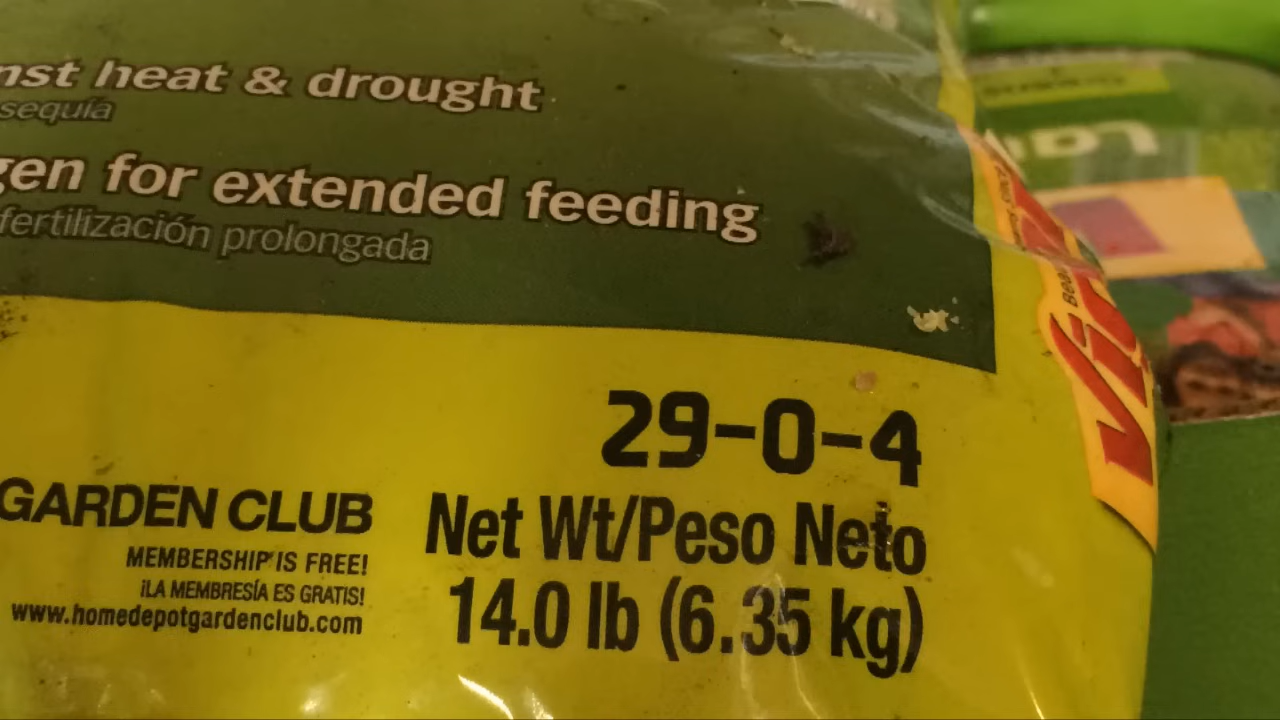 nst heat & drought
sequía
gen for extended feeding
fertilización prolongada
29-0-4
GARDEN CLUB
MEMBERSHIP IS FREE!
¡LA MEMBRESÍA ES GRATIS!
www.homedepotgardenclub.com
Net Wt/Peso Neto
14.0 lb (6.35 kg)